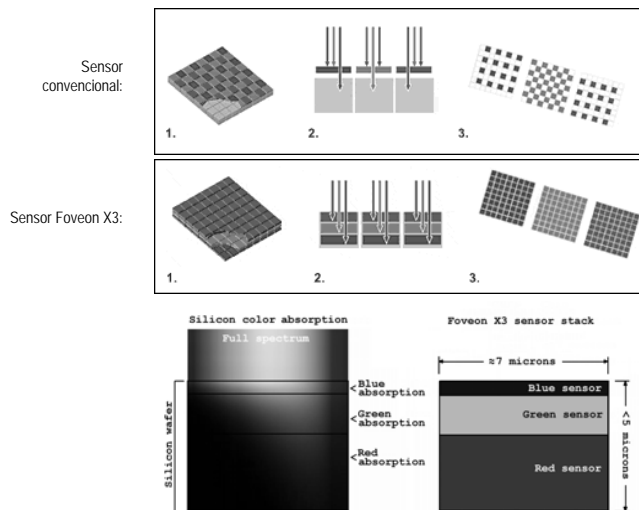 Sensor
convencional:
1.
2.
3.
Sensor Foveon X3:
1.
2.
3.
Silicon color absorption
Full spectrum
Silicon wafer
Blue
absorption
Green
absorption
Red
absorption
Foveon X3 sensor stack
≈7 microns
Blue sensor
Green sensor
Red sensor
<5 microns